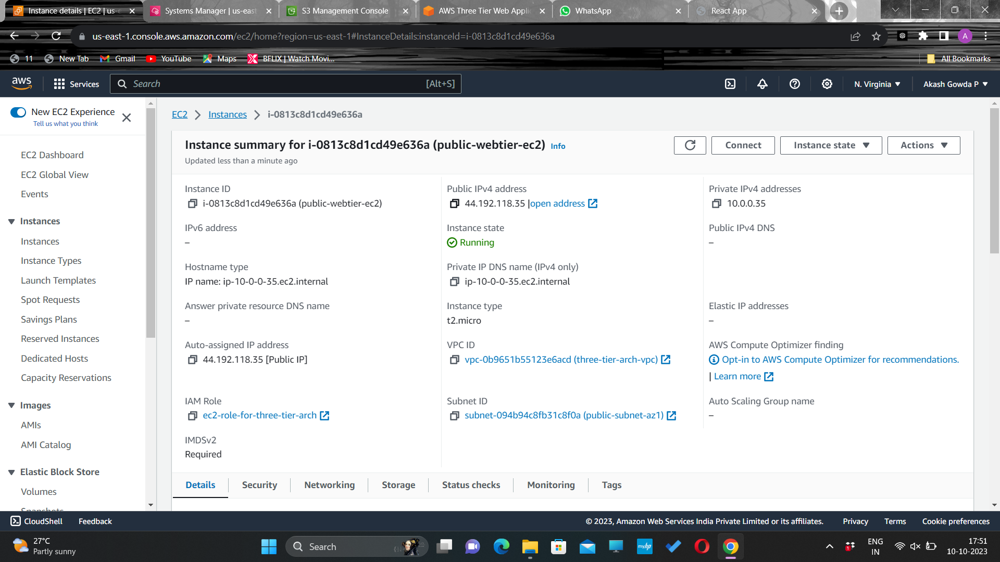 Instance details | EC2 | us-e
Systems Manager | us-east
S3 Management Console
AWS Three Tier Web Applic
WhatsApp
React App
us-east-1.console.aws.amazon.com/ec2/home?region=us-east-1#InstanceDetails:instanceId=i-0813c8d1cd49e636a
A
11
New Tab
Gmail
YouTube
Maps
BFLIX | Watch Movi...
All Bookmarks
aws
Services
Search
[Alt+S]
N. Virginia
Akash Gowda P
New EC2 Experience
Tell us what you think
EC2 Dashboard
EC2 Global View
Events
Instances
Instances
Instance Types
Launch Templates
Spot Requests
Savings Plans
Reserved Instances
Dedicated Hosts
Capacity Reservations
Images
AMIs
AMI Catalog
Elastic Block Store
Volumes
Snapshots
EC2
Instances
i-0813c8d1cd49e636a
Instance summary for i-0813c8d1cd49e636a (public-webtier-ec2) Info
Updated less than a minute ago
Connect
Instance state
Actions
Instance ID
i-0813c8d1cd49e636a (public-webtier-ec2)
Public IPv4 address
44.192.118.35 |open address
Private IPv4 addresses
10.0.0.35
IPv6 address
–
Instance state
Running
Public IPv4 DNS
–
Hostname type
IP name: ip-10-0-0-35.ec2.internal
Private IP DNS name (IPv4 only)
ip-10-0-0-35.ec2.internal
Answer private resource DNS name
–
Instance type
t2.micro
Elastic IP addresses
–
Auto-assigned IP address
44.192.118.35 [Public IP]
VPC ID
vpc-0b9651b55123e6acd (three-tier-arch-vpc)
AWS Compute Optimizer finding
Opt-in to AWS Compute Optimizer for recommendations.
| Learn more
IAM Role
ec2-role-for-three-tier-arch
Subnet ID
subnet-094b94c8fb31c8f0a (public-subnet-az1)
Auto Scaling Group name
–
IMDSv2
Required
Details
Security
Networking
Storage
Status checks
Monitoring
Tags
CloudShell
Feedback
© 2023, Amazon Web Services India Private Limited or its affiliates.
Privacy
Terms
Cookie preferences
27°C
Partly sunny
Search
myhp
1
ENG
IN
17:51
10-10-2023